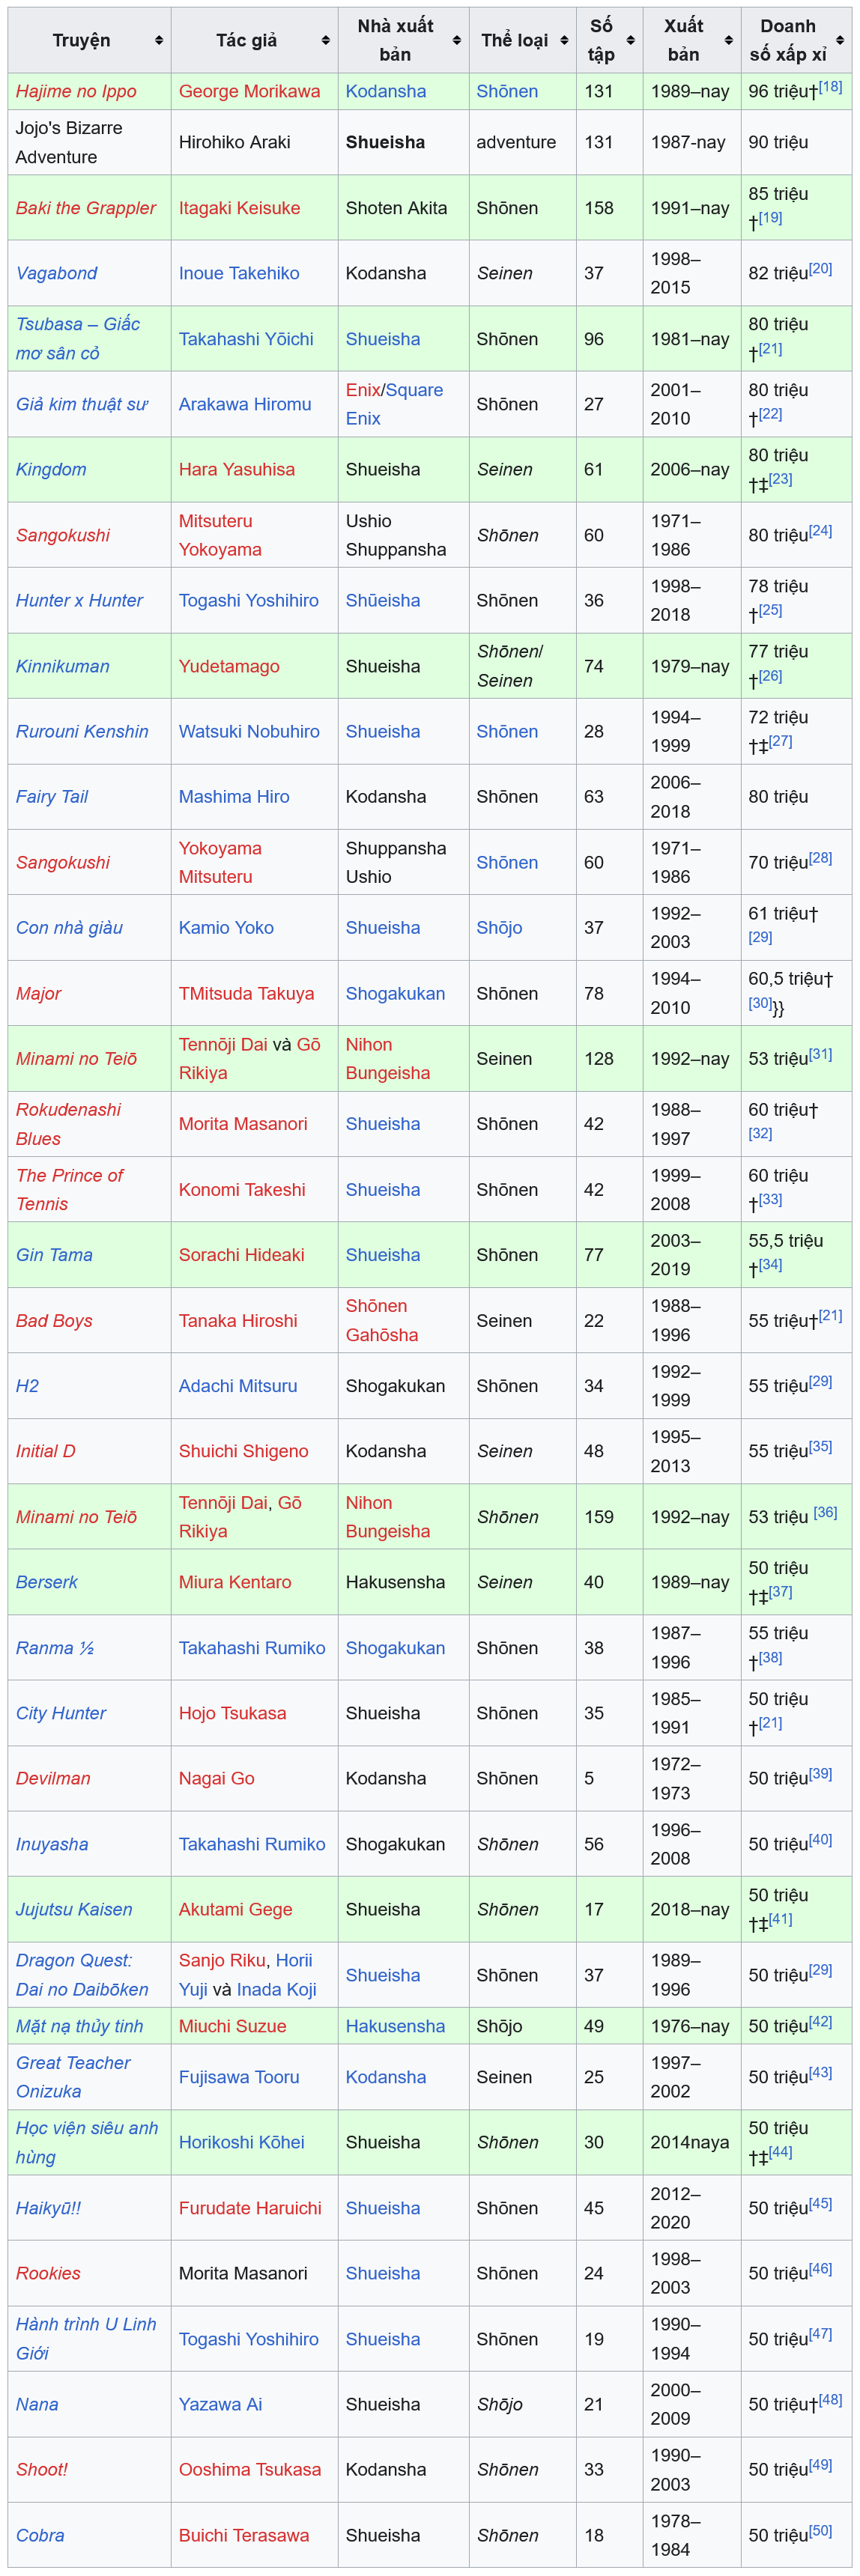 Truyện Tác giả Nhà xuất bản Thể loại Số tập Xuất bản Doanh số xấp xỉ
Hajime no Ippo George Morikawa Kodansha Shōnen 131 1989–nay 96 triệu†[18]
Jojo's Bizarre Adventure Hirohiko Araki Shueisha adventure 131 1987-nay 90 triệu
Baki the Grappler Itagaki Keisuke Shoten Akita Shōnen 158 1991–nay 85 triệu †[19]
Vagabond Inoue Takehiko Kodansha Seinen 37 1998–2015 82 triệu[20]
Tsubasa – Giấc mơ sân cỏ Takahashi Yōichi Shueisha Shōnen 96 1981–nay 80 triệu †[21]
Giả kim thuật sư Arakawa Hiromu Enix/Square Enix Shōnen 27 2001–2010 80 triệu †[22]
Kingdom Hara Yasuhisa Shueisha Seinen 61 2006–nay 80 triệu †‡[23]
Sangokushi Mitsuteru Yokoyama Ushio Shuppansha Shōnen 60 1971–1986 80 triệu[24]
Hunter x Hunter Togashi Yoshihiro Shūeisha Shōnen 36 1998–2018 78 triệu †[25]
Kinnikuman Yudetamago Shueisha Shōnen/Seinen 74 1979–nay 77 triệu †[26]
Rurouni Kenshin Watsuki Nobuhiro Shueisha Shōnen 28 1994–1999 72 triệu †‡[27]
Fairy Tail Mashima Hiro Kodansha Shōnen 63 2006–2018 80 triệu
Sangokushi Yokoyama Mitsuteru Shuppansha Ushio Shōnen 60 1971–1986 70 triệu[28]
Con nhà giàu Kamio Yoko Shueisha Shōjo 37 1992–2003 61 triệu†[29]
Major TMitsuda Takuya Shogakukan Shōnen 78 1994–2010 60,5 triệu†[30]}}
Minami no Teiō Tennōji Dai và Gō Rikiya Nihon Bungeisha Seinen 128 1992–nay 53 triệu[31]
Rokudenashi Blues Morita Masanori Shueisha Shōnen 42 1988–1997 60 triệu†[32]
The Prince of Tennis Konomi Takeshi Shueisha Shōnen 42 1999–2008 60 triệu †[33]
Gin Tama Sorachi Hideaki Shueisha Shōnen 77 2003–2019 55,5 triệu †[34]
Bad Boys Tanaka Hiroshi Shōnen Gahōsha Seinen 22 1988–1996 55 triệu†[21]
H2 Adachi Mitsuru Shogakukan Shōnen 34 1992–1999 55 triệu[29]
Initial D Shuichi Shigeno Kodansha Seinen 48 1995–2013 55 triệu[35]
Minami no Teiō Tennōji Dai, Gō Rikiya Nihon Bungeisha Shōnen 159 1992–nay 53 triệu [36]
Berserk Miura Kentaro Hakusensha Seinen 40 1989–nay 50 triệu †‡[37]
Ranma ½ Takahashi Rumiko Shogakukan Shōnen 38 1987–1996 55 triệu †[38]
City Hunter Hojo Tsukasa Shueisha Shōnen 35 1985–1991 50 triệu †[21]
Devilman Nagai Go Kodansha Shōnen 5 1972–1973 50 triệu[39]
Inuyasha Takahashi Rumiko Shogakukan Shōnen 56 1996–2008 50 triệu[40]
Jujutsu Kaisen Akutami Gege Shueisha Shōnen 17 2018–nay 50 triệu †‡[41]
Dragon Quest: Dai no Daibōken Sanjo Riku, Horii Yuji và Inada Koji Shueisha Shōnen 37 1989–1996 50 triệu[29]
Mặt nạ thủy tinh Miuchi Suzue Hakusensha Shōjo 49 1976–nay 50 triệu[42]
Great Teacher Onizuka Fujisawa Tooru Kodansha Seinen 25 1997–2002 50 triệu[43]
Học viện siêu anh hùng Horikoshi Kōhei Shueisha Shōnen 30 2014naya 50 triệu †‡[44]
Haikyū!! Furudate Haruichi Shueisha Shōnen 45 2012–2020 50 triệu[45]
Rookies Morita Masanori Shueisha Shōnen 24 1998–2003 50 triệu[46]
Hành trình U Linh Giới Togashi Yoshihiro Shueisha Shōnen 19 1990–1994 50 triệu[47]
Nana Yazawa Ai Shueisha Shōjo 21 2000–2009 50 triệu†[48]
Shoot! Ooshima Tsukasa Kodansha Shōnen 33 1990–2003 50 triệu[49]
Cobra Buichi Terasawa Shueisha Shōnen 18 1978–1984 50 triệu[50]